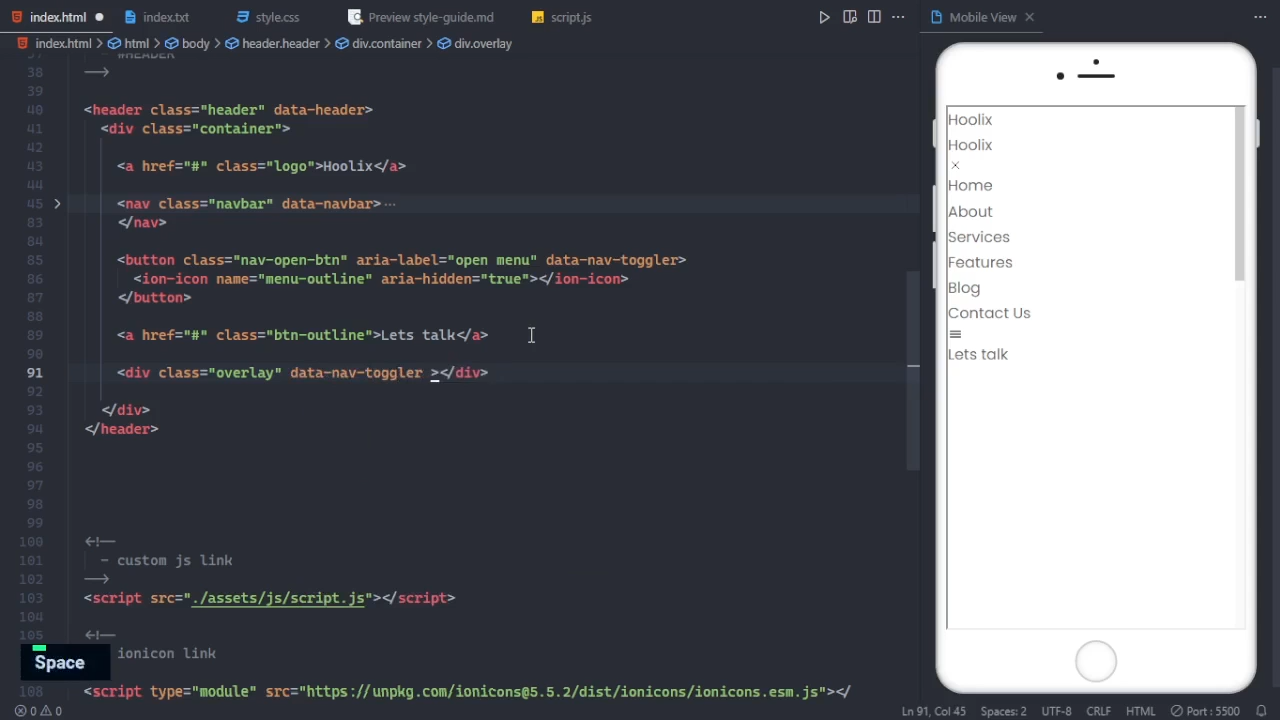 index.html
index.txt
style.css
Preview style-guide.md
script.js
Mobile View
index.html > html > body > header.header > div.container > div.overlay
37 - #HEADER
38 -->
39
40 <header class="header" data-header>
41 <div class="container">
42
43 <a href="#" class="logo">Hoolix</a>
44
45 <nav class="navbar" data-navbar> ...
83 </nav>
84
85 <button class="nav-open-btn" aria-label="open menu" data-nav-toggler>
86 <ion-icon name="menu-outline" aria-hidden="true"></ion-icon>
87 </button>
88
89 <a href="#" class="btn-outline">Lets talk</a>
90
91 <div class="overlay" data-nav-toggler ></div>
92
93 </div>
94 </header>
95
96
97
98
99
100 <!--
101 - custom js link
102 -->
103 <script src="./assets/js/script.js"></script>
104
105 <!--
ionicon link
108 <script type="module" src="https://unpkg.com/ionicons@5.5.2/dist/ionicons/ionicons.esm.js"></
Space
Hoolix
Hoolix
Home
About
Services
Features
Blog
Contact Us
Lets talk
0 0
Ln 91, Col 45
Spaces: 2
UTF-8
CRLF
HTML
Port : 5500